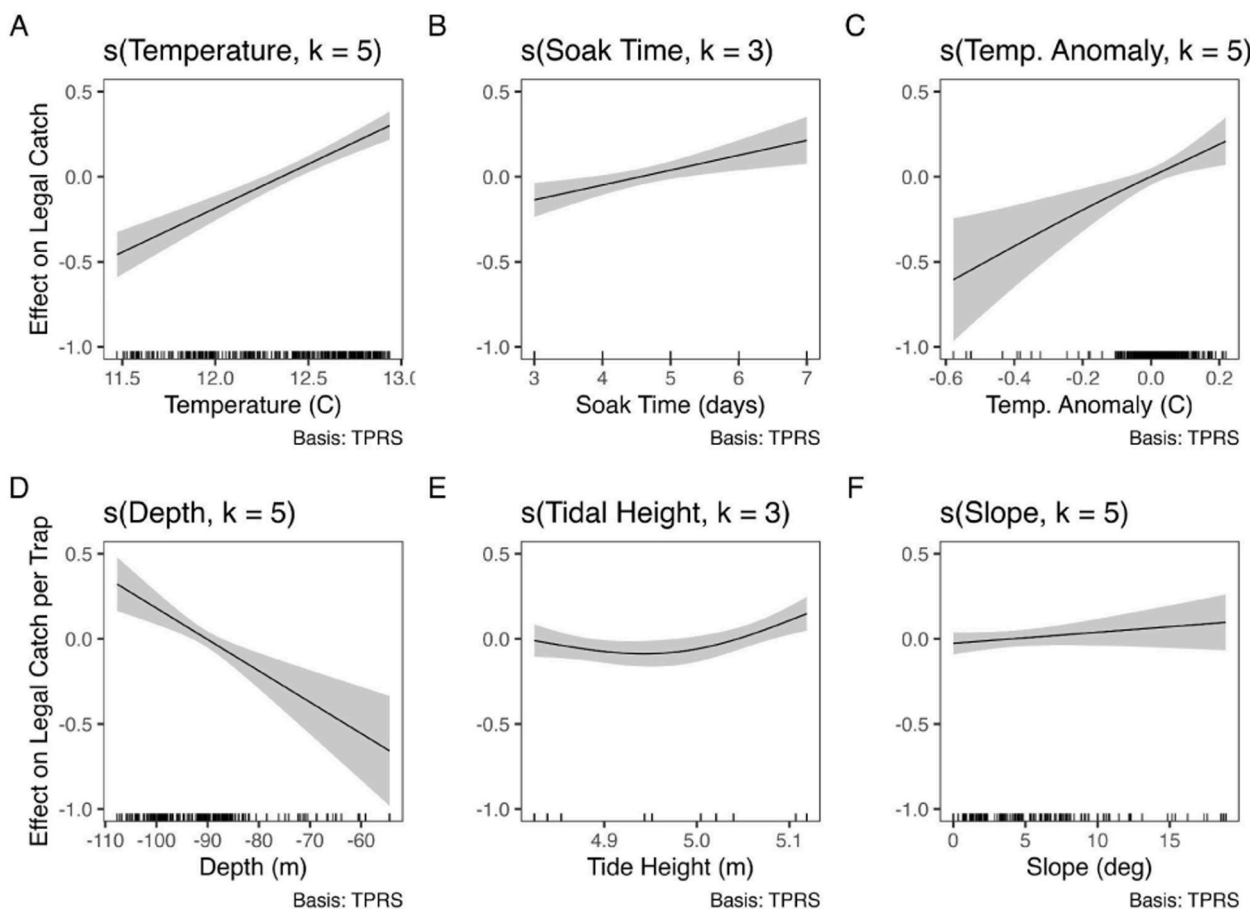 A
s(Temperature, k = 5)
B
s(Soak Time, k = 3)
C
s(Temp. Anomaly, k = 5)
Effect on Legal Catch
0.5
0.0
-0.5
-1.0
11.5 12.0 12.5 13.0
Temperature (C)
Basis: TPRS
0.5
0.0
-0.5
-1.0
3 4 5 6 7
Soak Time (days)
Basis: TPRS
0.5
0.0
-0.5
-1.0
-0.6 -0.4 -0.2 0.0 0.2
Temp. Anomaly (C)
Basis: TPRS
D
s(Depth, k = 5)
E
s(Tidal Height, k = 3)
F
s(Slope, k = 5)
Effect on Legal Catch per Trap
0.5
0.0
-0.5
-1.0
-110 -100 -90 -80 -70 -60
Depth (m)
Basis: TPRS
0.5
0.0
-0.5
-1.0
4.9 5.0 5.1
Tide Height (m)
Basis: TPRS
0.5
0.0
-0.5
-1.0
0 5 10 15
Slope (deg)
Basis: TPRS